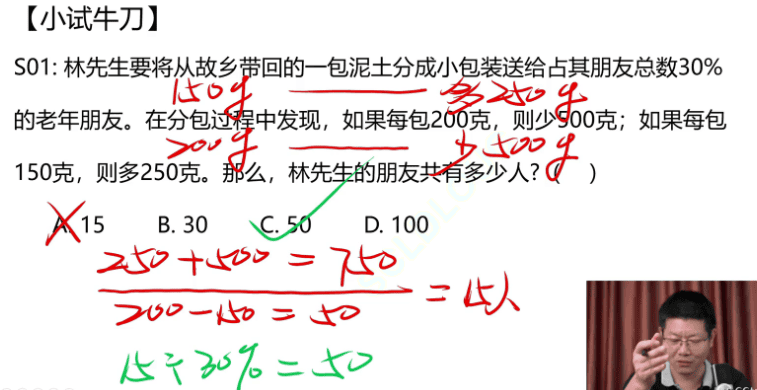 【小试牛刀】
S01: 林先生要将从故乡带回的一包泥土分成小包装送给占其朋友总数30%
150g —— 多250g
的老年朋友。在分包过程中发现，如果每包200克，则少500克；如果每包
200g —— 少500g
150克，则多250克。那么，林先生的朋友共有多少人?（ ）
A. 15 B. 30 C. 50 D. 100
250+500=750
200-150=50
=15人
15÷30%=50